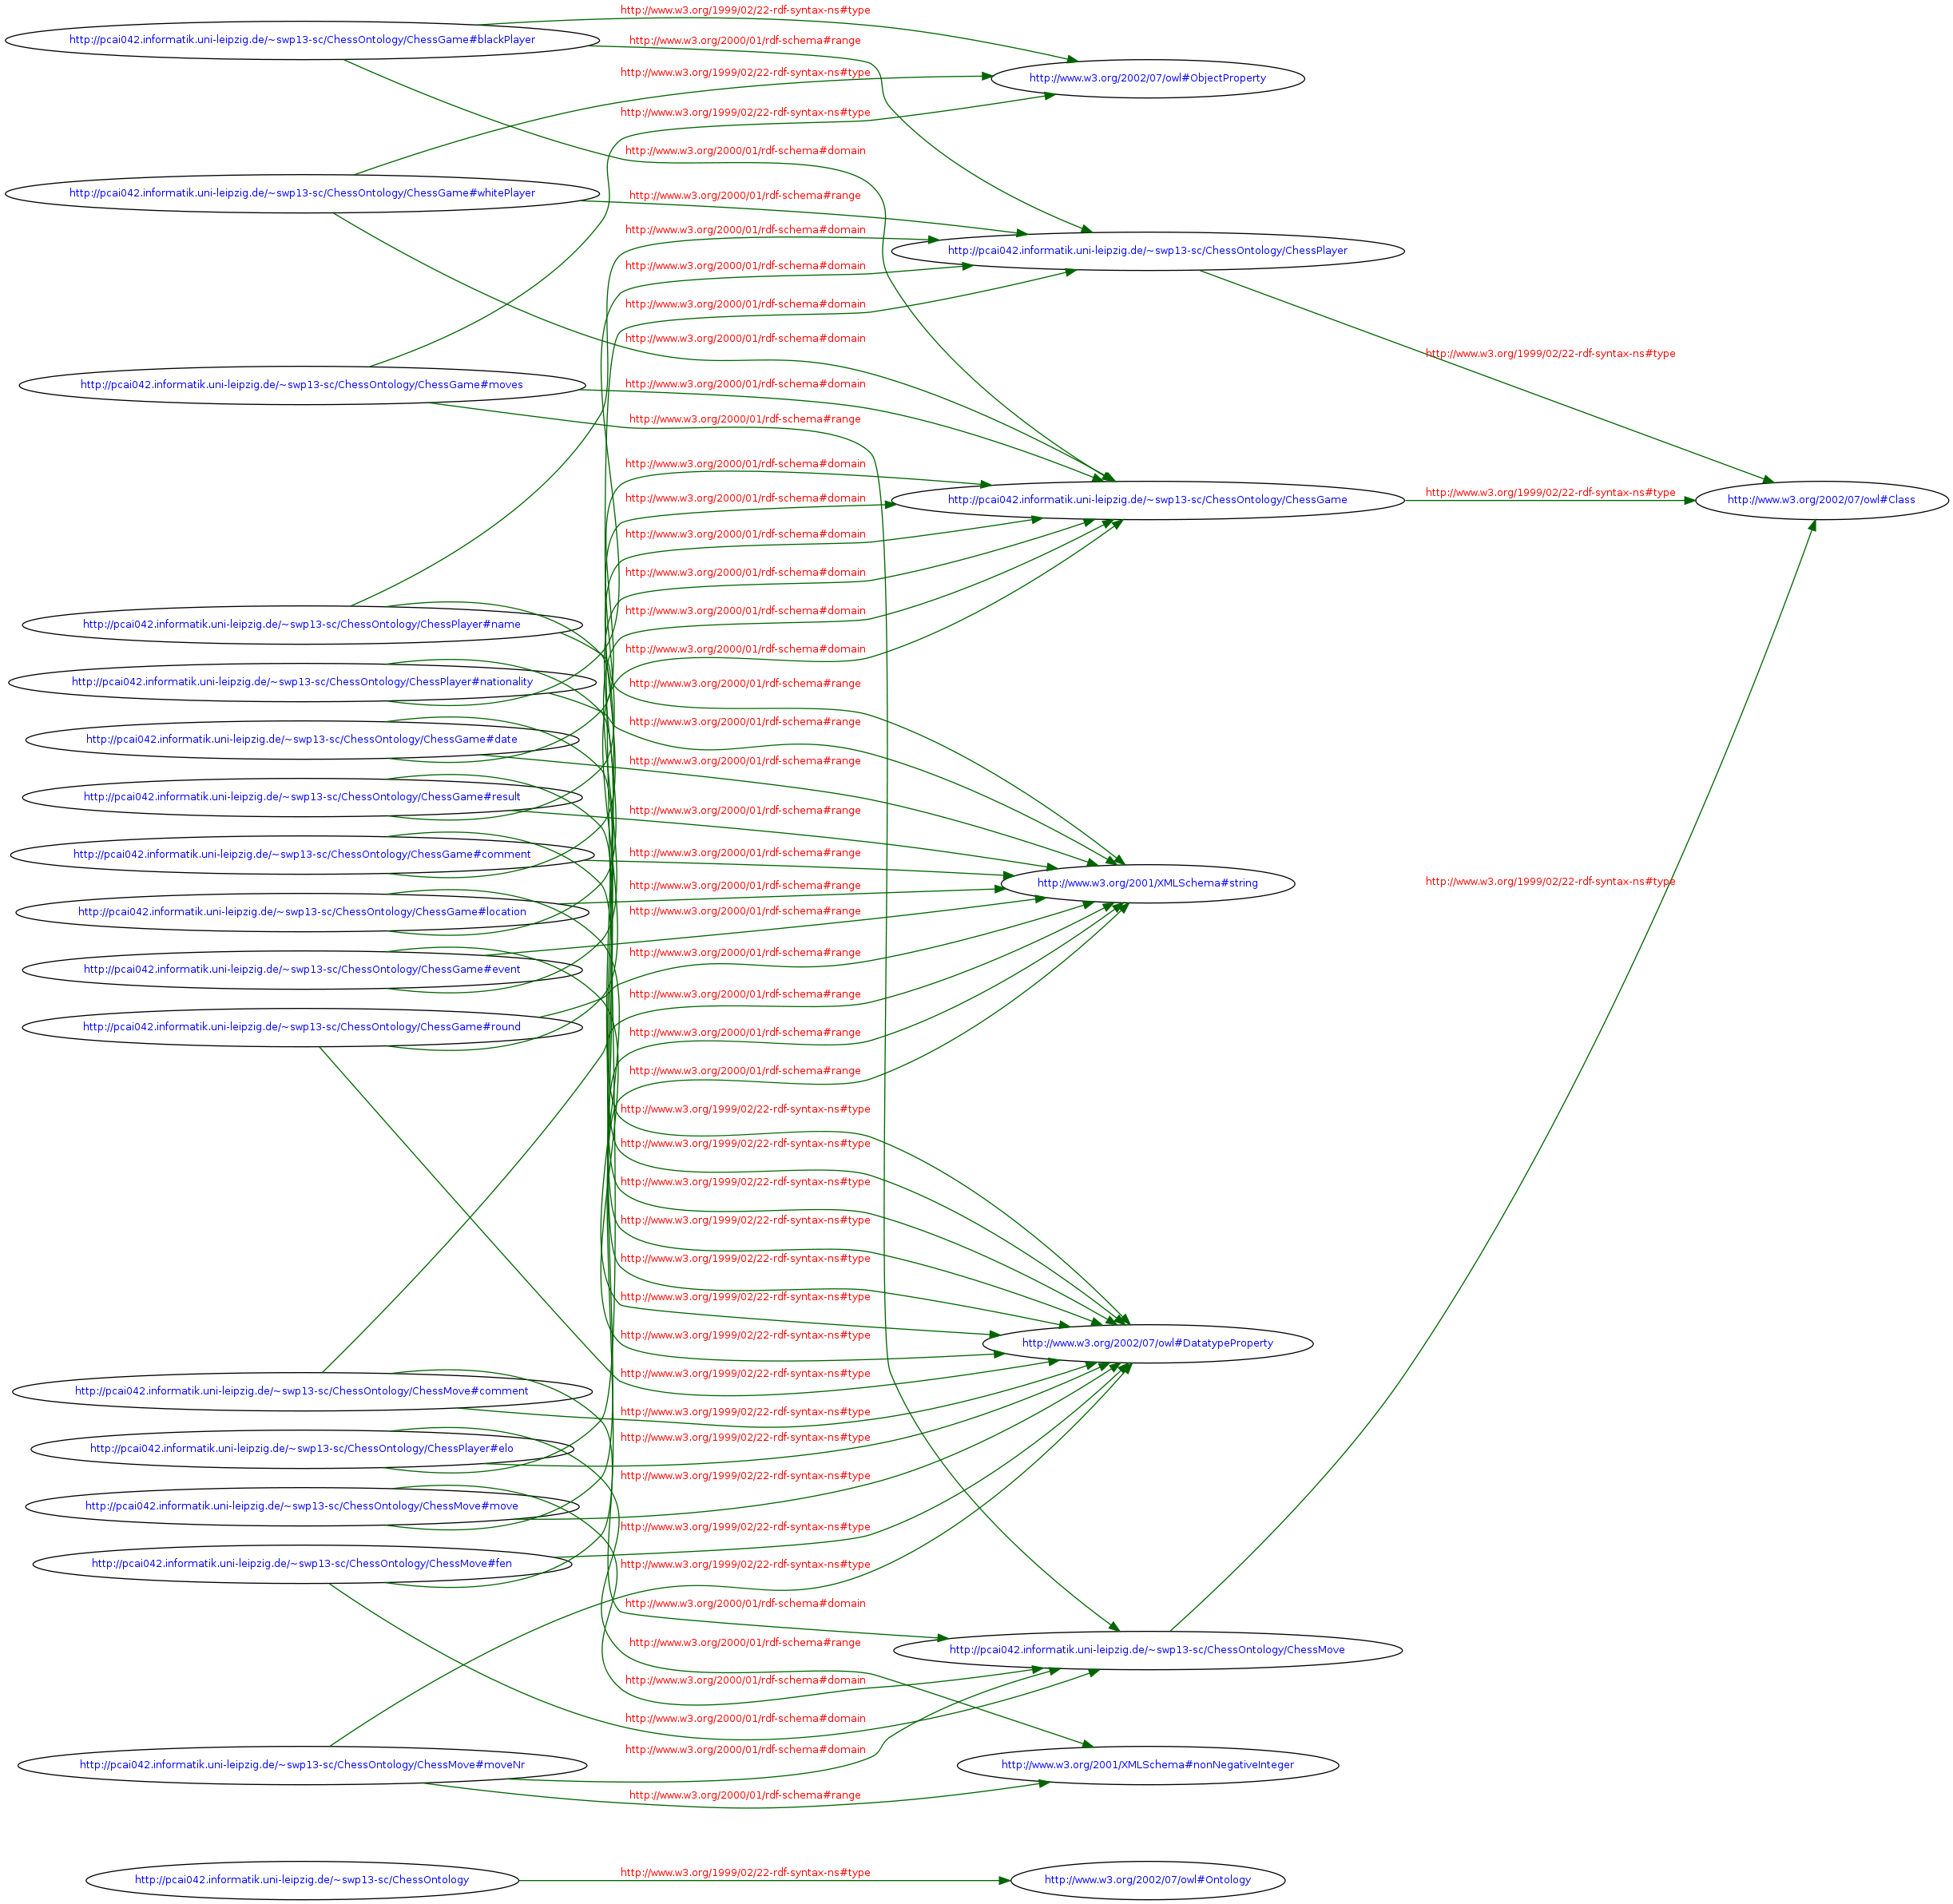 http://www.w3.org/1999/02/22-rdf-syntax-ns#type
http://pcai042.informatik.uni-leipzig.de/~swp13-sc/ChessOntology/ChessGame#blackPlayer
http://www.w3.org/2000/01/rdf-schema#range
http://www.w3.org/1999/02/22-rdf-syntax-ns#type
http://www.w3.org/2002/07/owl#ObjectProperty
http://www.w3.org/1999/02/22-rdf-syntax-ns#type
http://www.w3.org/2000/01/rdf-schema#domain
http://pcai042.informatik.uni-leipzig.de/~swp13-sc/ChessOntology/ChessGame#whitePlayer
http://www.w3.org/2000/01/rdf-schema#range
http://www.w3.org/2000/01/rdf-schema#domain
http://pcai042.informatik.uni-leipzig.de/~swp13-sc/ChessOntology/ChessPlayer
http://www.w3.org/2000/01/rdf-schema#domain
http://www.w3.org/2000/01/rdf-schema#domain
http://www.w3.org/2000/01/rdf-schema#domain
http://www.w3.org/1999/02/22-rdf-syntax-ns#type
http://pcai042.informatik.uni-leipzig.de/~swp13-sc/ChessOntology/ChessGame#moves
http://www.w3.org/2000/01/rdf-schema#domain
http://www.w3.org/2000/01/rdf-schema#range
http://www.w3.org/2000/01/rdf-schema#domain
http://www.w3.org/2000/01/rdf-schema#domain
http://pcai042.informatik.uni-leipzig.de/~swp13-sc/ChessOntology/ChessGame
http://www.w3.org/1999/02/22-rdf-syntax-ns#type
http://www.w3.org/2002/07/owl#Class
http://www.w3.org/2000/01/rdf-schema#domain
http://www.w3.org/2000/01/rdf-schema#domain
http://www.w3.org/2000/01/rdf-schema#domain
http://pcai042.informatik.uni-leipzig.de/~swp13-sc/ChessOntology/ChessPlayer#name
http://www.w3.org/2000/01/rdf-schema#domain
http://pcai042.informatik.uni-leipzig.de/~swp13-sc/ChessOntology/ChessPlayer#nationality
http://www.w3.org/2000/01/rdf-schema#range
http://www.w3.org/2000/01/rdf-schema#range
http://pcai042.informatik.uni-leipzig.de/~swp13-sc/ChessOntology/ChessGame#date
http://www.w3.org/2000/01/rdf-schema#range
http://pcai042.informatik.uni-leipzig.de/~swp13-sc/ChessOntology/ChessGame#result
http://www.w3.org/2000/01/rdf-schema#range
http://pcai042.informatik.uni-leipzig.de/~swp13-sc/ChessOntology/ChessGame#comment
http://www.w3.org/2000/01/rdf-schema#range
http://www.w3.org/2000/01/rdf-schema#range
http://www.w3.org/2001/XMLSchema#string
http://www.w3.org/1999/02/22-rdf-syntax-ns#type
http://pcai042.informatik.uni-leipzig.de/~swp13-sc/ChessOntology/ChessGame#location
http://www.w3.org/2000/01/rdf-schema#range
http://www.w3.org/2000/01/rdf-schema#range
http://pcai042.informatik.uni-leipzig.de/~swp13-sc/ChessOntology/ChessGame#event
http://www.w3.org/2000/01/rdf-schema#range
http://pcai042.informatik.uni-leipzig.de/~swp13-sc/ChessOntology/ChessGame#round
http://www.w3.org/2000/01/rdf-schema#range
http://www.w3.org/2000/01/rdf-schema#range
http://www.w3.org/1999/02/22-rdf-syntax-ns#type
http://www.w3.org/1999/02/22-rdf-syntax-ns#type
http://www.w3.org/1999/02/22-rdf-syntax-ns#type
http://www.w3.org/1999/02/22-rdf-syntax-ns#type
http://www.w3.org/1999/02/22-rdf-syntax-ns#type
http://www.w3.org/1999/02/22-rdf-syntax-ns#type
http://www.w3.org/1999/02/22-rdf-syntax-ns#type
http://www.w3.org/2002/07/owl#DatatypeProperty
http://www.w3.org/1999/02/22-rdf-syntax-ns#type
http://pcai042.informatik.uni-leipzig.de/~swp13-sc/ChessOntology/ChessMove#comment
http://www.w3.org/1999/02/22-rdf-syntax-ns#type
http://www.w3.org/1999/02/22-rdf-syntax-ns#type
http://pcai042.informatik.uni-leipzig.de/~swp13-sc/ChessOntology/ChessPlayer#elo
http://www.w3.org/1999/02/22-rdf-syntax-ns#type
http://pcai042.informatik.uni-leipzig.de/~swp13-sc/ChessOntology/ChessMove#move
http://www.w3.org/1999/02/22-rdf-syntax-ns#type
http://pcai042.informatik.uni-leipzig.de/~swp13-sc/ChessOntology/ChessMove#fen
http://www.w3.org/1999/02/22-rdf-syntax-ns#type
http://www.w3.org/2000/01/rdf-schema#domain
http://www.w3.org/2000/01/rdf-schema#range
http://pcai042.informatik.uni-leipzig.de/~swp13-sc/ChessOntology/ChessMove
http://www.w3.org/2000/01/rdf-schema#domain
http://www.w3.org/2000/01/rdf-schema#domain
http://www.w3.org/2000/01/rdf-schema#domain
http://pcai042.informatik.uni-leipzig.de/~swp13-sc/ChessOntology/ChessMove#moveNr
http://www.w3.org/2001/XMLSchema#nonNegativeInteger
http://www.w3.org/2000/01/rdf-schema#range
http://www.w3.org/1999/02/22-rdf-syntax-ns#type
http://pcai042.informatik.uni-leipzig.de/~swp13-sc/ChessOntology
http://www.w3.org/2002/07/owl#Ontology